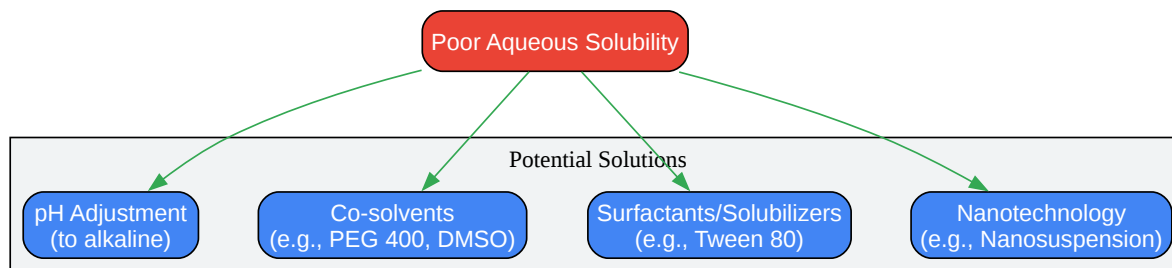 Poor Aqueous Solubility
Potential Solutions
pH Adjustment
(to alkaline)
Co-solvents
(e.g., PEG 400, DMSO)
Surfactants/Solubilizers
(e.g., Tween 80)
Nanotechnology
(e.g., Nanosuspension)